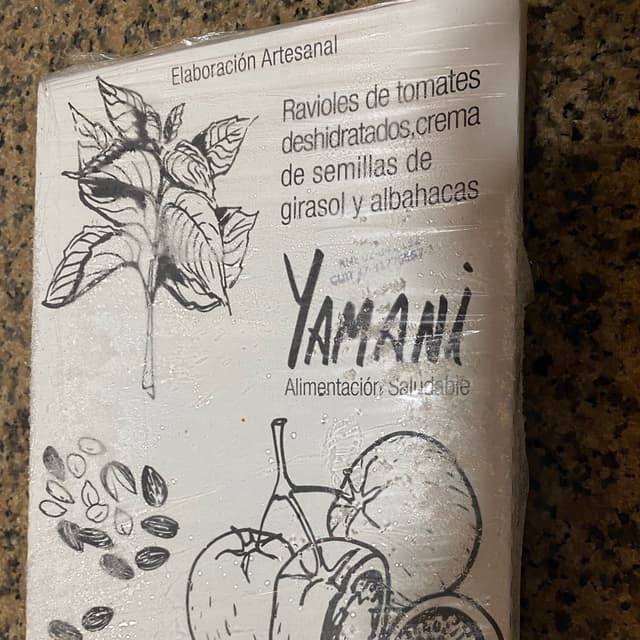 Elaboración Artesanal
Ravioles de tomates
deshidratados,crema
de semillas de
girasol y albahacas
YAMANi
Alimentación Saludable